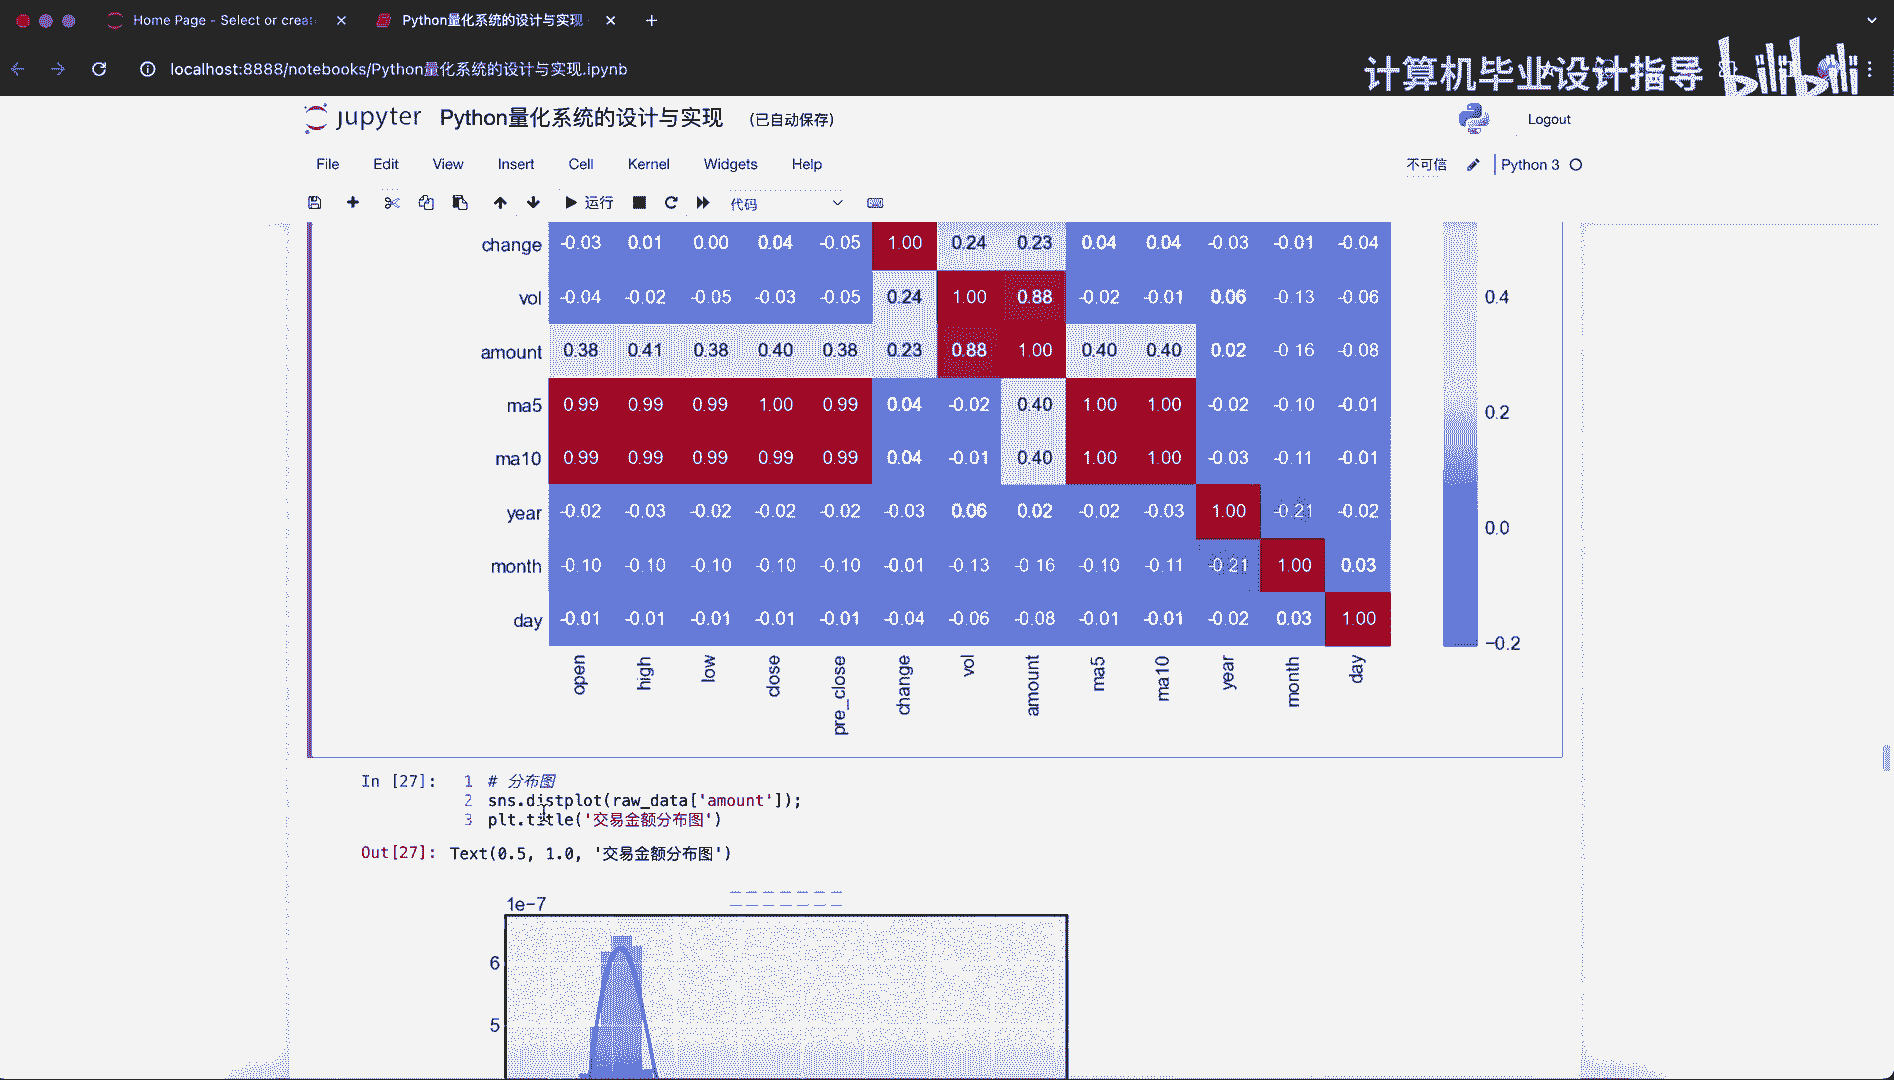 Home Page - Select or creat
Python量化系统的设计与实现
localhost:8888/notebooks/Python量化系统的设计与实现.ipynb
计算机毕业设计指导 bilibili
jupyter Python量化系统的设计与实现 (已自动保存)
Logout
File Edit View Insert Cell Kernel Widgets Help
不可信 Python 3
运行 代码
change -0.03 0.01 0.00 0.04 -0.05 1.00 0.24 0.23 0.04 0.04 -0.03 -0.01 -0.04
vol -0.04 -0.02 -0.05 -0.03 -0.05 0.24 1.00 0.88 -0.02 -0.01 0.06 -0.13 -0.06
amount 0.38 0.41 0.38 0.40 0.38 0.23 0.88 1.00 0.40 0.40 0.02 -0.16 -0.08
ma5 0.99 0.99 0.99 1.00 0.99 0.04 -0.02 0.40 1.00 1.00 -0.02 -0.10 -0.01
ma10 0.99 0.99 0.99 0.99 0.99 0.04 -0.01 0.40 1.00 1.00 -0.03 -0.11 -0.01
year -0.02 -0.03 -0.02 -0.02 -0.02 -0.03 0.06 0.02 -0.02 -0.03 1.00 -0.21 -0.02
month -0.10 -0.10 -0.10 -0.10 -0.10 -0.01 -0.13 -0.16 -0.10 -0.11 -0.21 1.00 0.03
day -0.01 -0.01 -0.01 -0.01 -0.01 -0.04 -0.06 -0.08 -0.01 -0.01 -0.02 0.03 1.00
open high low close pre_close change vol amount ma5 ma10 year month day
0.4
0.2
0.0
−0.2
In [27]: 1 # 分布图
2 sns.distplot(raw_data['amount']);
3 plt.title('交易金额分布图')
Out[27]: Text(0.5, 1.0, '交易金额分布图')
1e-7
6
5